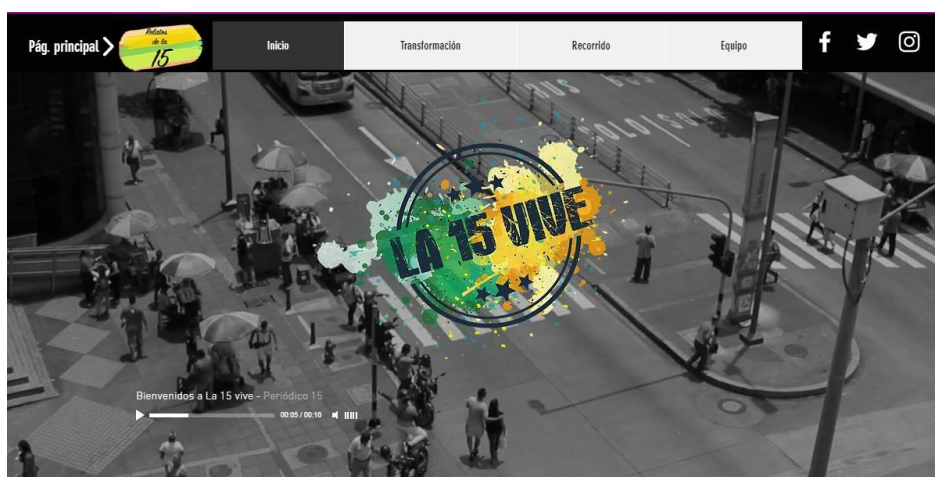 Pág. principal
Relatos
de la
15
Inicio
Transformación
Recorrido
Equipo
SOLO
BUS
LA 15 VIVE
Bienvenidos a La 15 vive - Periódico 15
00:05 / 00:16